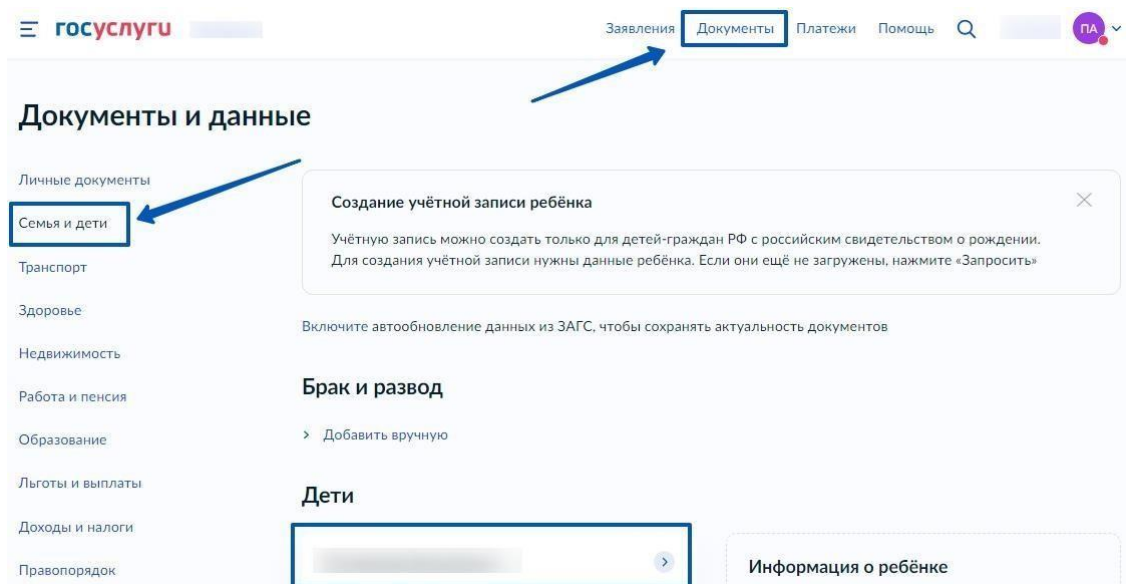 госуслуги
Заявления Документы Платежи Помощь
ПА
Документы и данные
Личные документы
Семья и дети
Транспорт
Здоровье
Недвижимость
Работа и пенсия
Образование
Льготы и выплаты
Доходы и налоги
Правопорядок
Создание учётной записи ребёнка
Учётную запись можно создать только для детей-граждан РФ с российским свидетельством о рождении.
Для создания учётной записи нужны данные ребёнка. Если они ещё не загружены, нажмите «Запросить»
Включите автообновление данных из ЗАГС, чтобы сохранять актуальность документов
Брак и развод
Добавить вручную
Дети
Информация о ребёнке